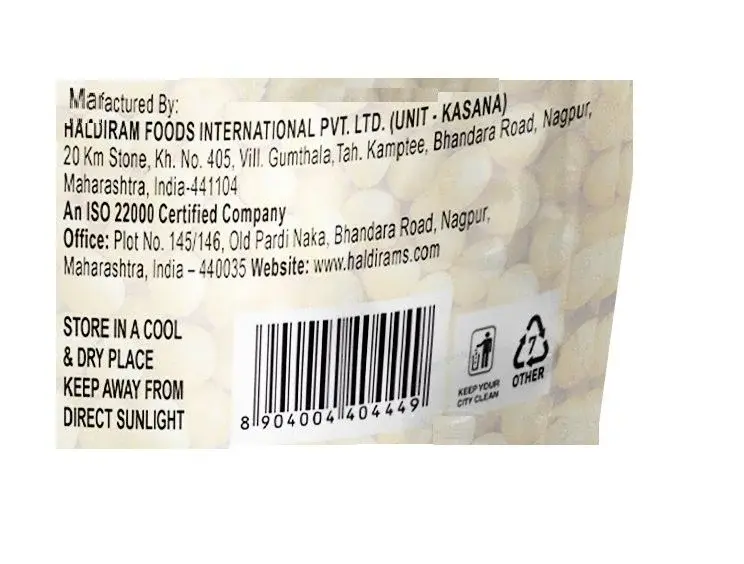 Mafactured By:
HALDIRAM FOODS INTERNATIONAL PVT. LTD. (UNIT - KASANA)
20 Km Stone, Kh. No. 405, Vill. Gumthala, Tah. Kamptee, Bhandara Road, Nagpur,
Maharashtra, India-441104
An ISO 22000 Certified Company
Office: Plot No. 145/146, Old Pardi Naka, Bhandara Road, Nagpur,
Maharashtra, India – 440035 Website: www.haldirams.com
STORE IN A COOL
& DRY PLACE
KEEP AWAY FROM
DIRECT SUNLIGHT
8 904004 404449
KEEP YOUR
CITY CLEAN
7
OTHER